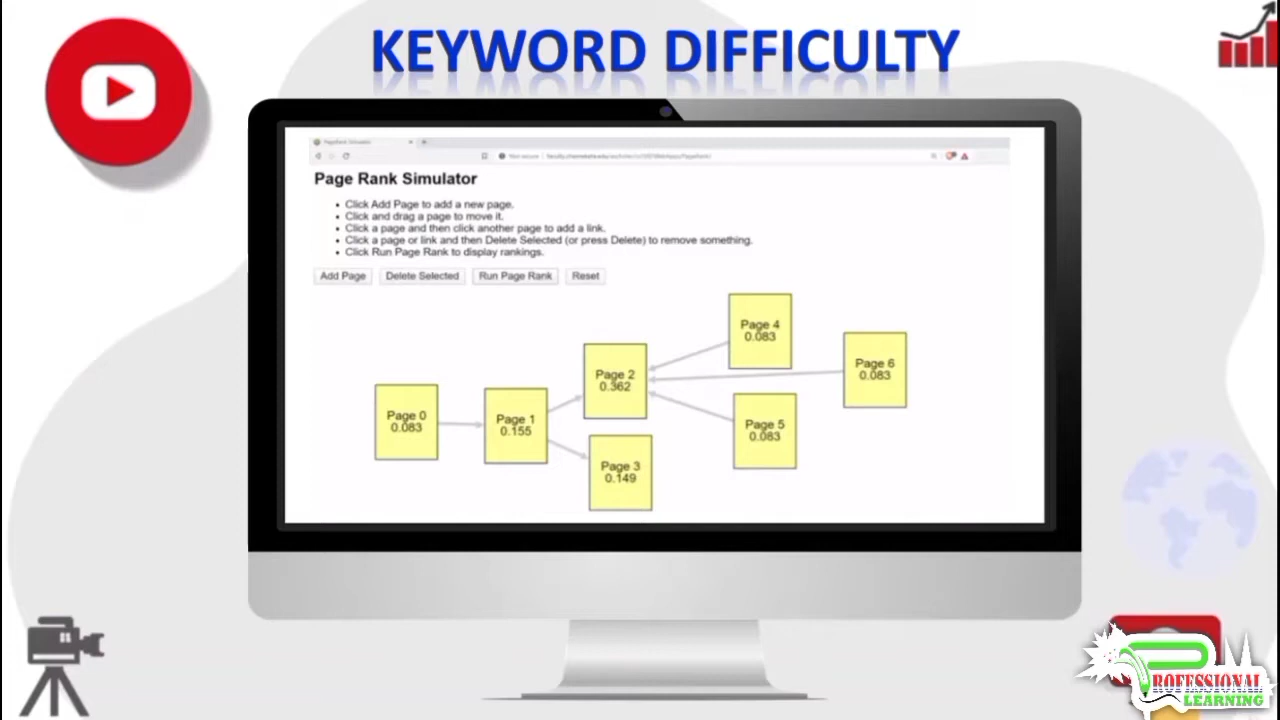 KEYWORD DIFFICULTY
PageRank Simulator
Page Rank Simulator
Click Add Page to add a new page.
Click and drag a page to move it.
Click a page and then click another page to add a link.
Click a page or link and then Delete Selected (or press Delete) to remove something.
Click Run Page Rank to display rankings.
Add Page Delete Selected Run Page Rank Reset
Page 4
0.083
Page 6
0.083
Page 2
0.362
Page 0
0.083
Page 1
0.155
Page 5
0.083
Page 3
0.149
PROFESSIONAL
LEARNING